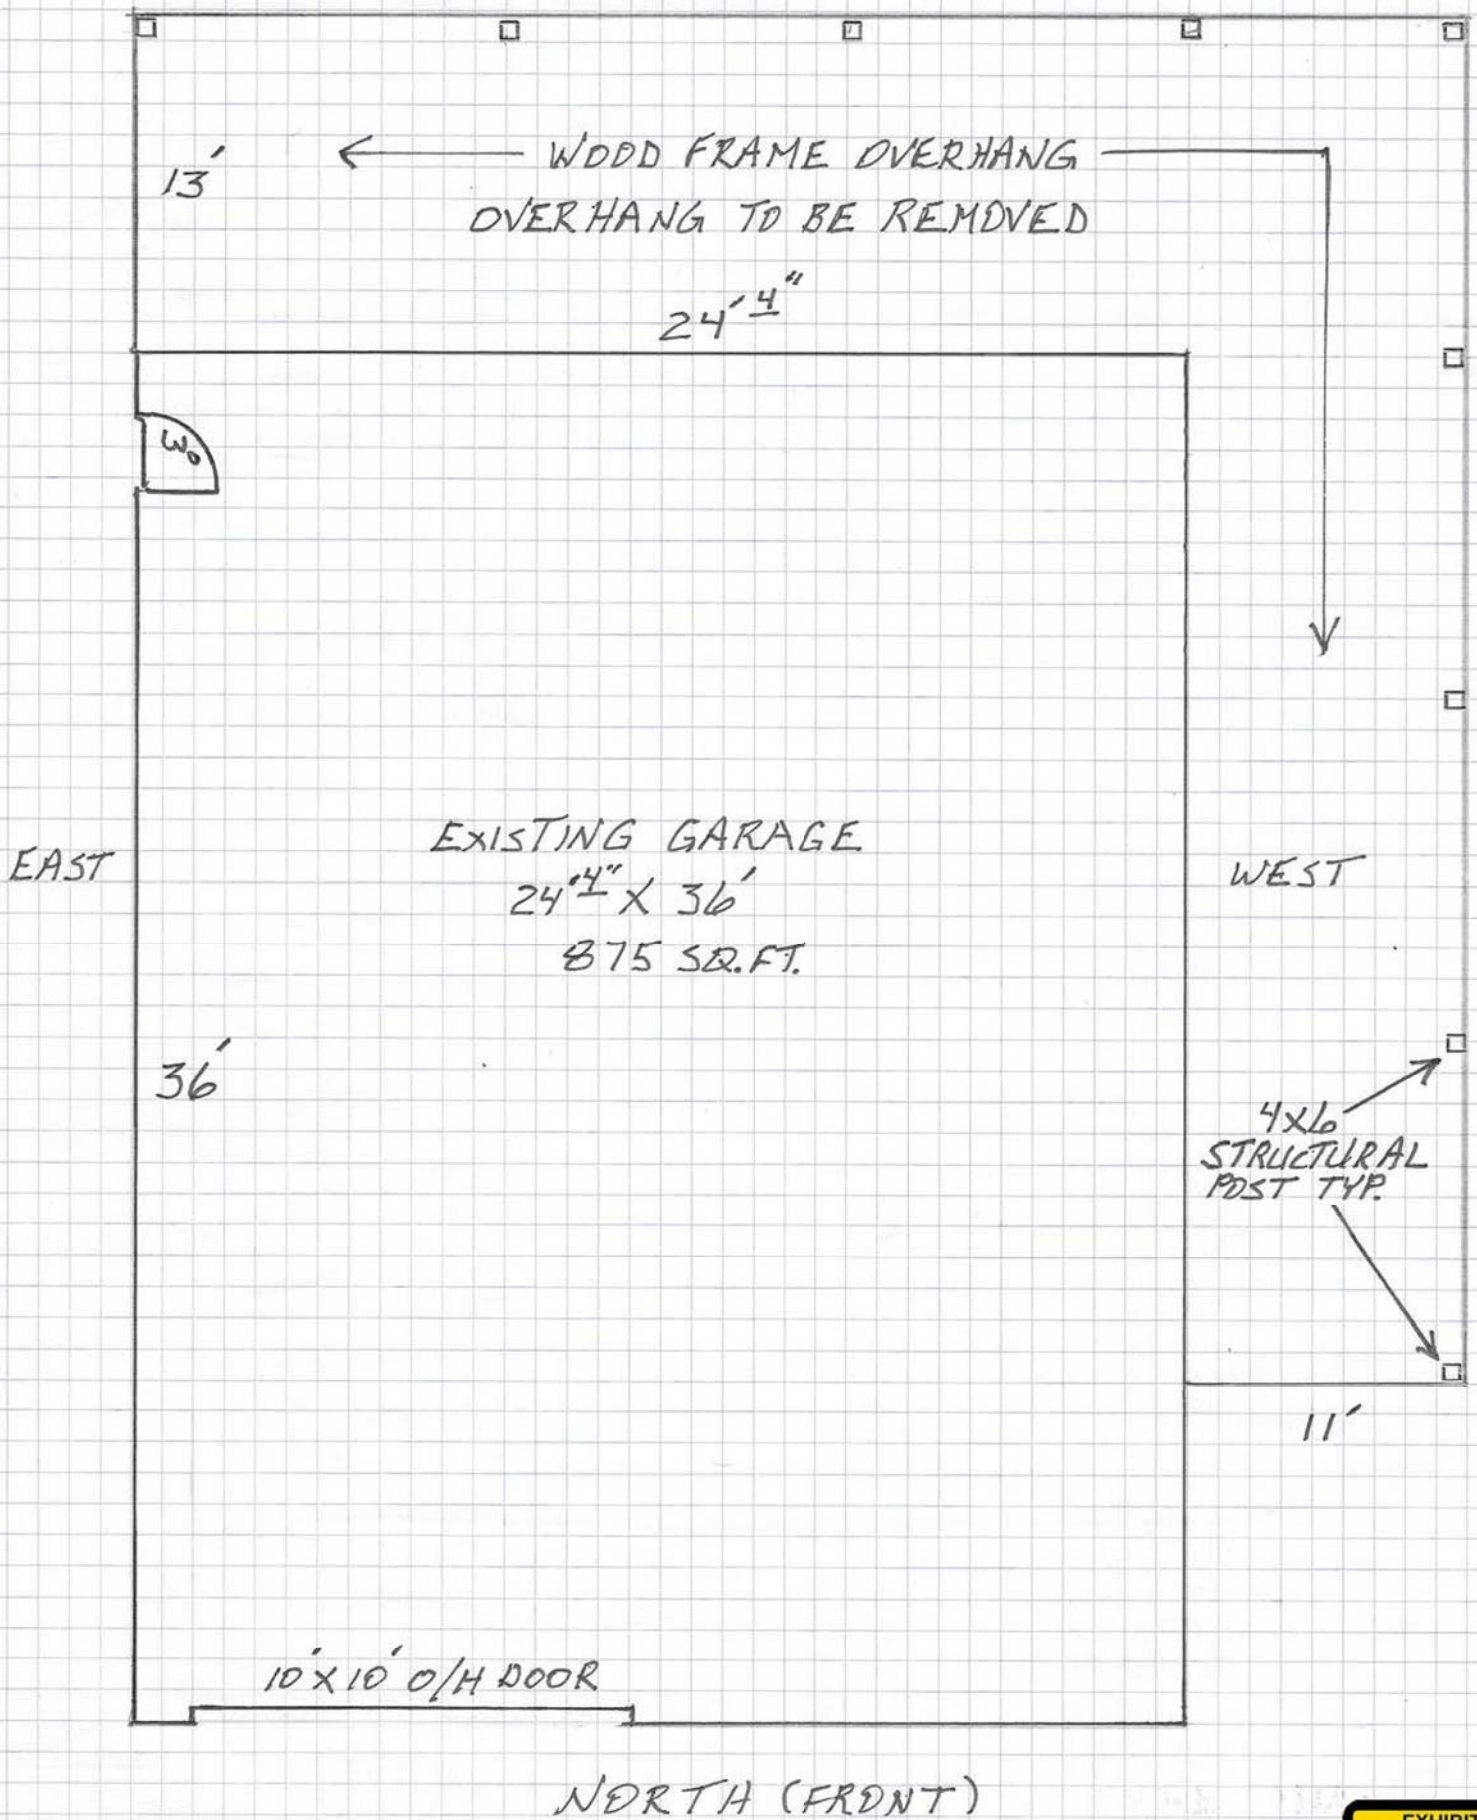 13'
WOOD FRAME OVERHANG
OVERHANG TO BE REMOVED
24'4"
3⁰
EXISTING GARAGE
24'4" X 36'
875 SQ.FT.
EAST
WEST
36'
4X6
STRUCTURAL
POST TYP.
11'
10'X10' O/H DOOR
NORTH (FRONT)